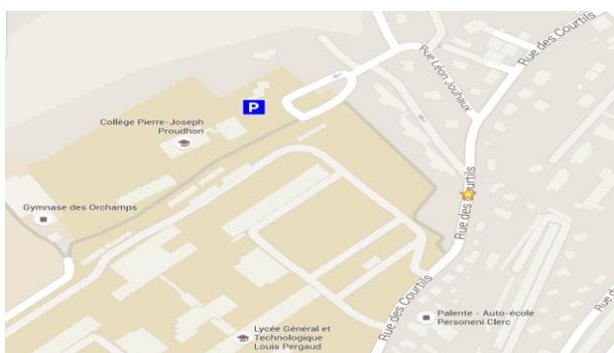 Rue des Courtils
Rue Léon Jouhaux
P
Collège Pierre-Joseph
Proudhon
Rue des Courtils
Gymnase des Orchamps
Rue des Courtils
Palente - Auto-école
Personeni Clerc
Lycée Général et
Technologique
Louis Pergaud